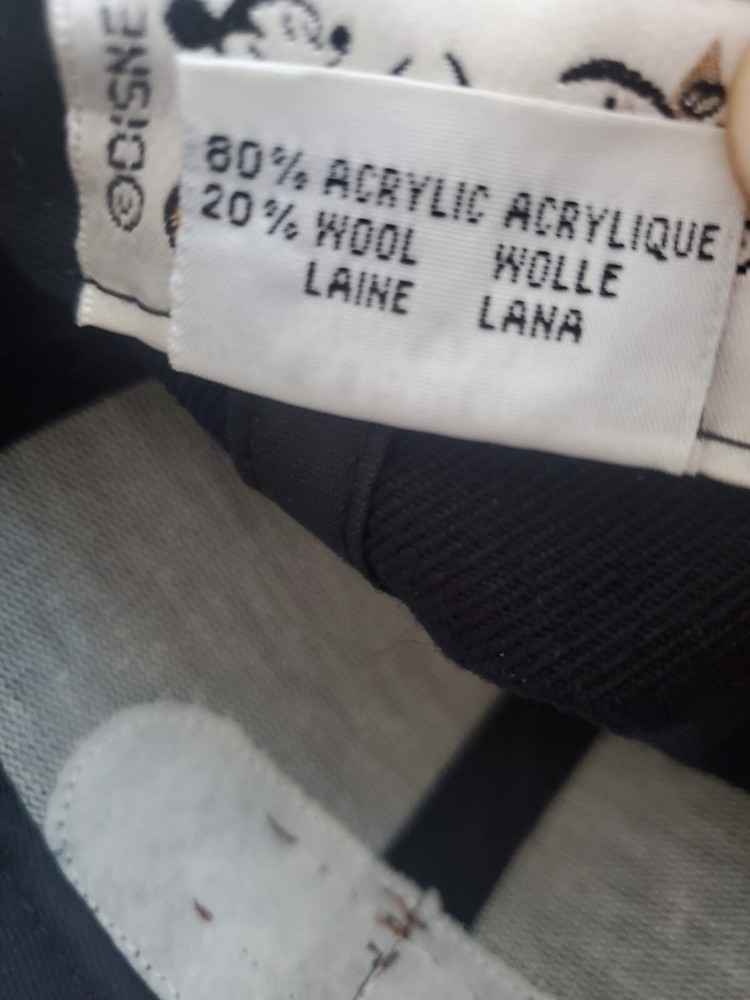 ©DISNE
80% ACRYLIC ACRYLIQUE
20% WOOL WOLLE
LAINE LANA